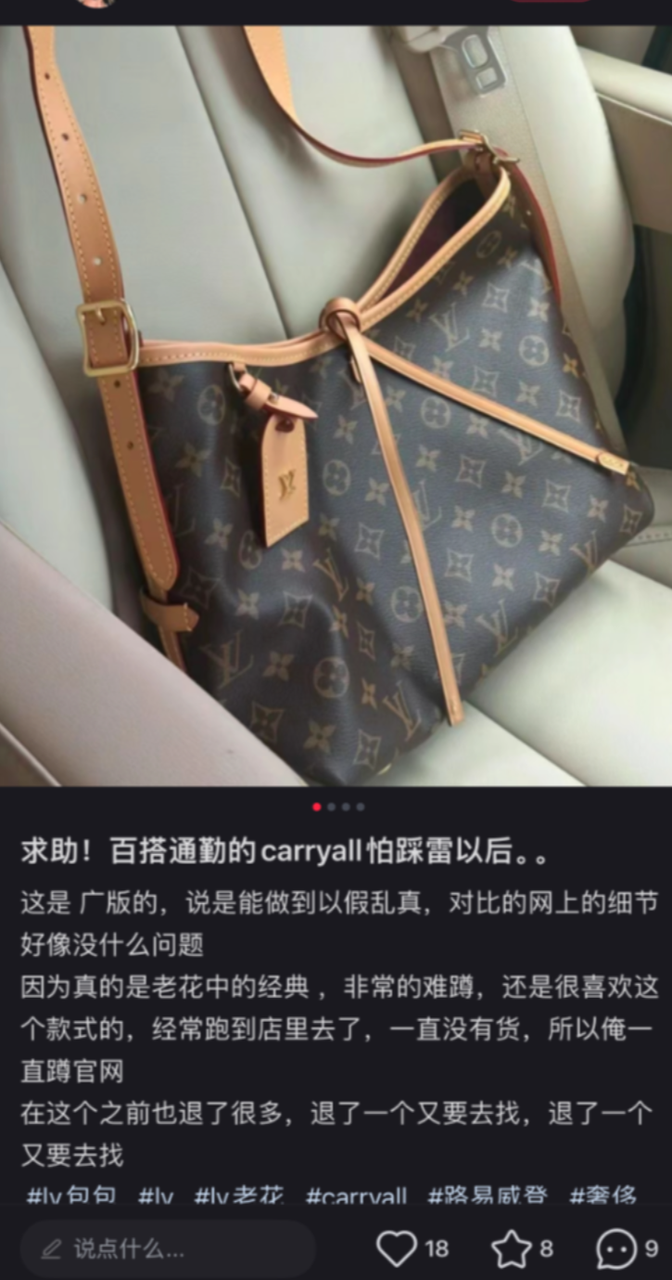 求助！百搭通勤的carryall怕踩雷以后。。
这是 广版的，说是能做到以假乱真，对比的网上的细节
好像没什么问题
因为真的是老花中的经典 ，非常的难蹲，还是很喜欢这
个款式的，经常跑到店里去了，一直没有货，所以俺一
直蹲官网
在这个之前也退了很多，退了一个又要去找，退了一个
又要去找
#lv包包 #lv #lv老花 #carryall #路易威登 #奢侈
说点什么... 18 8 9